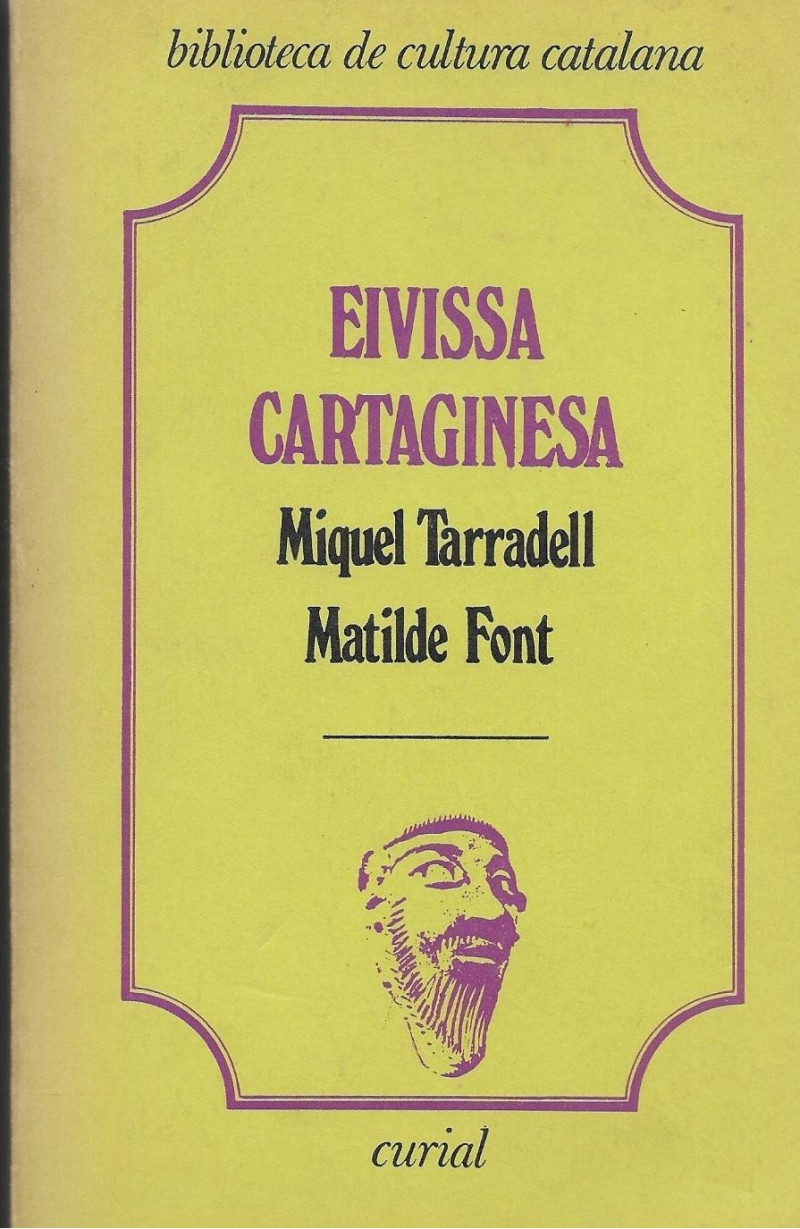 biblioteca de cultura catalana
EIVISSA
CARTAGINESA
Miquel Tarradell
Matilde Font
curial